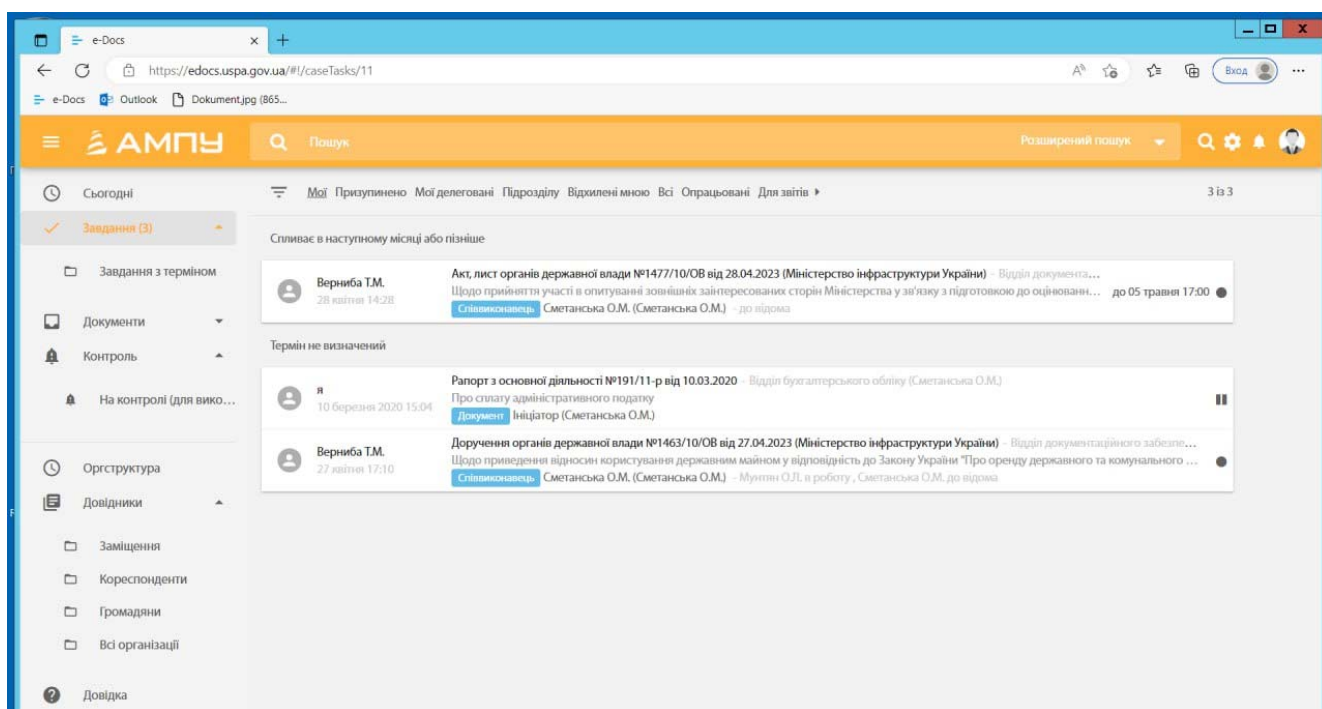 e-Docs
https://edocs.uspa.gov.ua/#!/caseTasks/11
Вход
e-Docs Outlook Dokument.jpg (865...
АМПУ
Пошук
Розширений пошук
Сьогодні
Завдання (3)
Завдання з терміном
Документи
Контроль
На контролі (для вико...
Оргструктура
Довідники
Заміщення
Кореспонденти
Громадяни
Всі організації
Довідка
Мої Призупинено Мої делеговані Підрозділу Відхилені мною Всі Опрацьовані Для звітів
3 із 3
Спливає в наступному місяці або пізніше
Верниба Т.М.
28 квітня 14:28
Акт, лист органів державної влади №1477/10/ОВ від 28.04.2023 (Міністерство інфраструктури України) - Відділ документа...
Щодо прийняття участі в опитуванні зовнішніх заінтересованих сторін Міністерства у зв'язку з підготовкою до оцінюванн... до 05 травня 17:00
Співвиконавець Сметанська О.М. (Сметанська О.М.) - до відома
Термін не визначений
я
10 березня 2020 15:04
Рапорт з основної діяльності №191/11-р від 10.03.2020 - Відділ бухгалтерського обліку (Сметанська О.М.)
Про сплату адміністративного податку
Документ Ініціатор (Сметанська О.М.)
Верниба Т.М.
27 квітня 17:10
Доручення органів державної влади №1463/10/ОВ від 27.04.2023 (Міністерство інфраструктури України) - Відділ документаційного забезпе...
Щодо приведення відносин користування державним майном у відповідність до Закону України "Про оренду державного та комунального ...
Співвиконавець Сметанська О.М. (Сметанська О.М.) - Мунтян О.Л. в роботу , Сметанська О.М. до відома